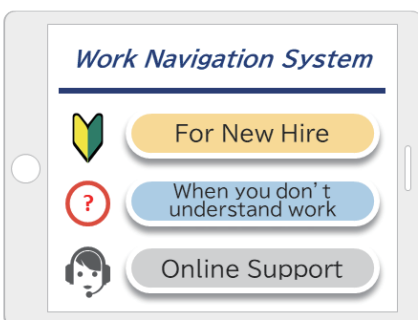 Work Navigation System
For New Hire
?
When you don't
understand work
Online Support